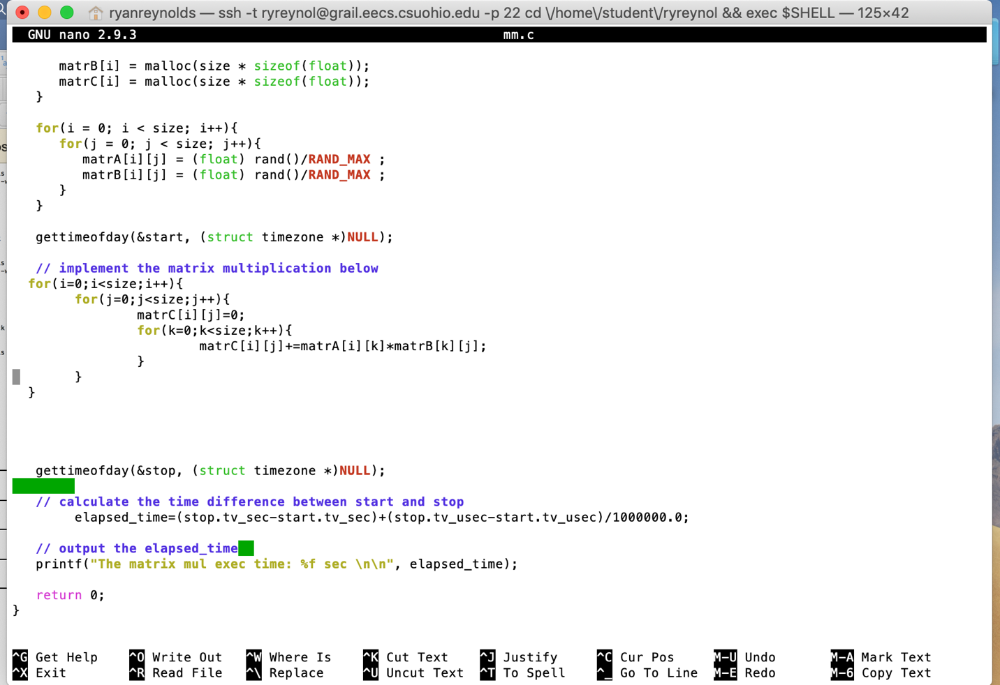 ryanreynolds — ssh -t ryreynol@grail.eecs.csuohio.edu -p 22 cd \/home\/student\/ryreynol && exec $SHELL — 125×42
GNU nano 2.9.3 mm.c
matrB[i] = malloc(size * sizeof(float));
matrC[i] = malloc(size * sizeof(float));
}
for(i = 0; i < size; i++){
for(j = 0; j < size; j++){
matrA[i][j] = (float) rand()/RAND_MAX ;
matrB[i][j] = (float) rand()/RAND_MAX ;
}
}
gettimeofday(&start, (struct timezone *)NULL);
// implement the matrix multiplication below
for(i=0;i<size;i++){
for(j=0;j<size;j++){
matrC[i][j]=0;
for(k=0;k<size;k++){
matrC[i][j]+=matrA[i][k]*matrB[k][j];
}
}
}
gettimeofday(&stop, (struct timezone *)NULL);
// calculate the time difference between start and stop
elapsed_time=(stop.tv_sec-start.tv_sec)+(stop.tv_usec-start.tv_usec)/1000000.0;
// output the elapsed_time
printf("The matrix mul exec time: %f sec \n\n", elapsed_time);
return 0;
}
^G Get Help ^O Write Out ^W Where Is ^K Cut Text ^J Justify ^C Cur Pos M-U Undo M-A Mark Text
^X Exit ^R Read File ^\ Replace ^U Uncut Text ^T To Spell ^_ Go To Line M-E Redo M-6 Copy Text